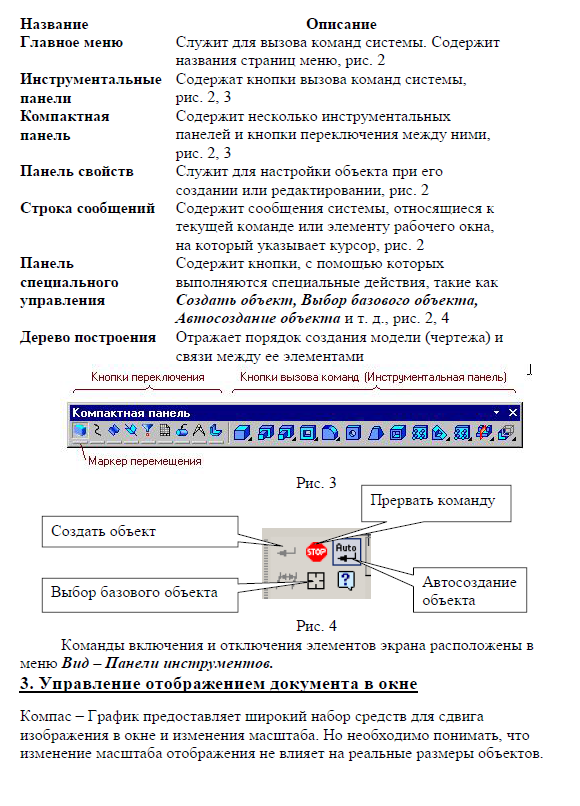 Название Описание
Главное меню Служит для вызова команд системы. Содержит
названия страниц меню, рис. 2
Инструментальные Содержат кнопки вызова команд системы,
панели рис. 2, 3
Компактная Содержит несколько инструментальных
панель панелей и кнопки переключения между ними,
рис. 2, 3
Панель свойств Служит для настройки объекта при его
создании или редактировании, рис. 2
Строка сообщений Содержит сообщения системы, относящиеся к
текущей команде или элементу рабочего окна,
на который указывает курсор, рис. 2
Панель Содержит кнопки, с помощью которых
специального выполняются специальные действия, такие как
управления Создать объект, Выбор базового объекта,
Автосоздание объекта и т. д., рис. 2, 4
Дерево построения Отражает порядок создания модели (чертежа) и
связи между ее элементами
Кнопки переключения Кнопки вызова команд (Инструментальная панель)
Компактная панель
Маркер перемещения
Рис. 3
Прервать команду
Создать объект
STOP Auto
Выбор базового объекта
Автосоздание
объекта
Рис. 4
Команды включения и отключения элементов экрана расположены в
меню Вид – Панели инструментов.
3. Управление отображением документа в окне
Компас – График предоставляет широкий набор средств для сдвига
изображения в окне и изменения масштаба. Но необходимо понимать, что
изменение масштаба отображения не влияет на реальные размеры объектов.